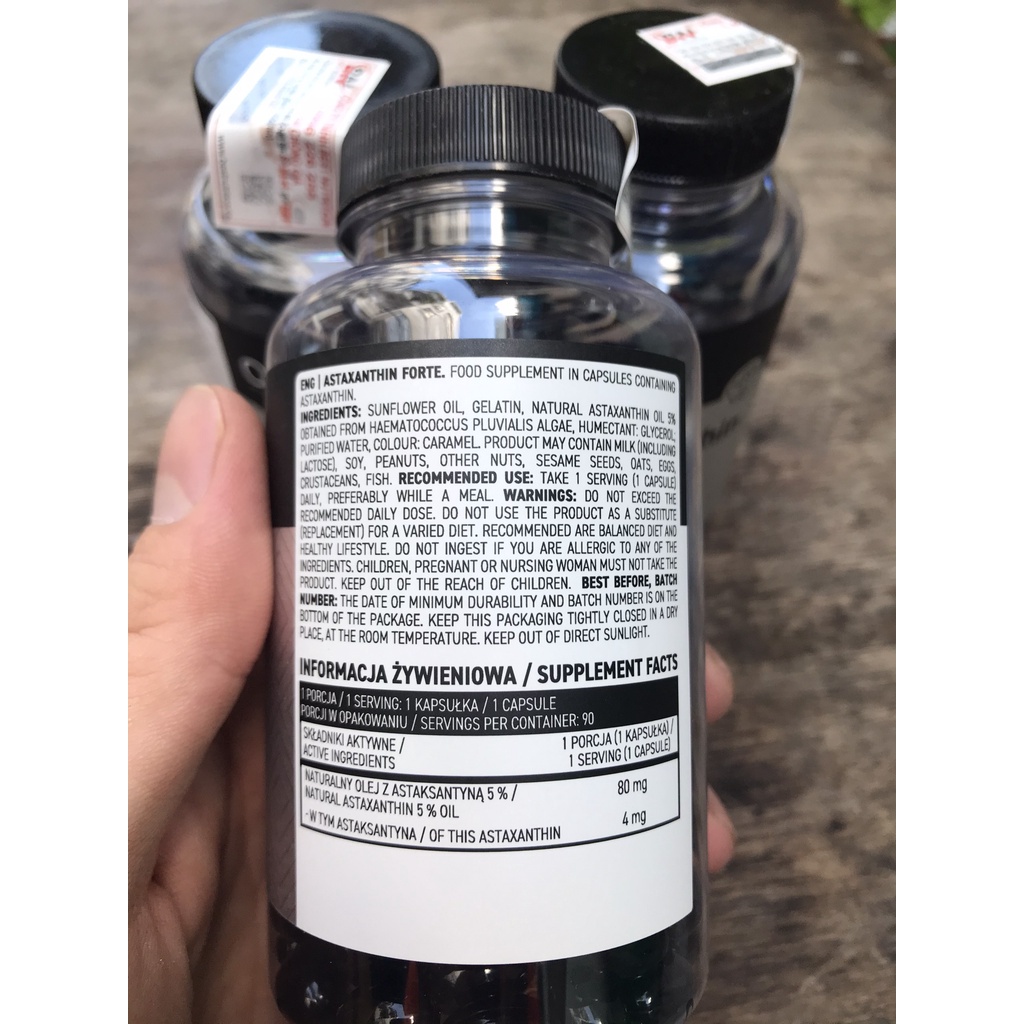 ENG | ASTAXANTHIN FORTE. FOOD SUPPLEMENT IN CAPSULES CONTAINING
ASTAXANTHIN.
INGREDIENTS: SUNFLOWER OIL, GELATIN, NATURAL ASTAXANTHIN OIL 5%
OBTAINED FROM HAEMATOCOCCUS PLUVIALIS ALGAE, HUMECTANT: GLYCEROL,
PURIFIED WATER, COLOUR: CARAMEL. PRODUCT MAY CONTAIN MILK (INCLUDING
LACTOSE), SOY, PEANUTS, OTHER NUTS, SESAME SEEDS, OATS, EGGS,
CRUSTACEANS, FISH. RECOMMENDED USE: TAKE 1 SERVING (1 CAPSULE)
DAILY, PREFERABLY WHILE A MEAL. WARNINGS: DO NOT EXCEED THE
RECOMMENDED DAILY DOSE. DO NOT USE THE PRODUCT AS A SUBSTITUTE
(REPLACEMENT) FOR A VARIED DIET. RECOMMENDED ARE BALANCED DIET AND
HEALTHY LIFESTYLE. DO NOT INGEST IF YOU ARE ALLERGIC TO ANY OF THE
INGREDIENTS. CHILDREN, PREGNANT OR NURSING WOMAN MUST NOT TAKE THE
PRODUCT. KEEP OUT OF THE REACH OF CHILDREN. BEST BEFORE, BATCH
NUMBER: THE DATE OF MINIMUM DURABILITY AND BATCH NUMBER IS ON THE
BOTTOM OF THE PACKAGE. KEEP THIS PACKAGING TIGHTLY CLOSED IN A DRY
PLACE, AT THE ROOM TEMPERATURE. KEEP OUT OF DIRECT SUNLIGHT.
INFORMACJA ŻYWIENIOWA / SUPPLEMENT FACTS
1 PORCJA / 1 SERVING: 1 KAPSUŁKA / 1 CAPSULE
PORCJI W OPAKOWANIU / SERVINGS PER CONTAINER: 90
SKŁADNIKI AKTYWNE /
ACTIVE INGREDIENTS
1 PORCJA (1 KAPSUŁKA) /
1 SERVING (1 CAPSULE)
NATURALNY OLEJ Z ASTAKSANTYNĄ 5 % /
NATURAL ASTAXANTHIN 5 % OIL
80 mg
- W TYM ASTAKSANTYNA / OF THIS ASTAXANTHIN
4 mg